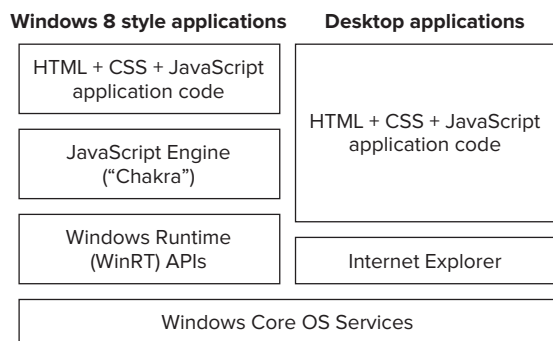 Windows 8 style applications
Desktop applications
HTML + CSS + JavaScript
application code
JavaScript Engine
(“Chakra”)
Windows Runtime
(WinRT) APIs
HTML + CSS + JavaScript
application code
Internet Explorer
Windows Core OS Services